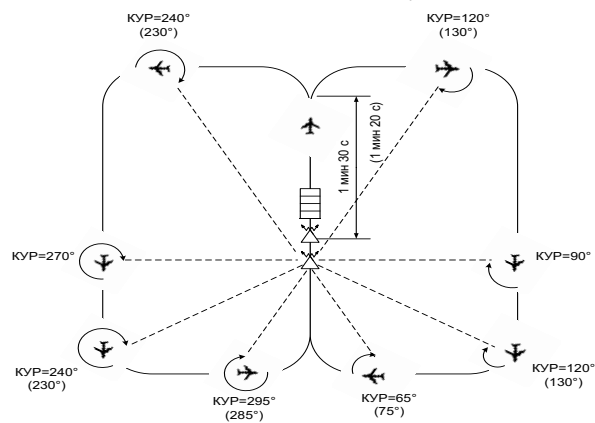 КУР=240°
(230°)
КУР=120°
(130°)
1 мин 30 с
(1 мин 20 с)
КУР=270°
КУР=90°
КУР=240°
(230°)
КУР=295°
(285°)
КУР=65°
(75°)
КУР=120°
(130°)